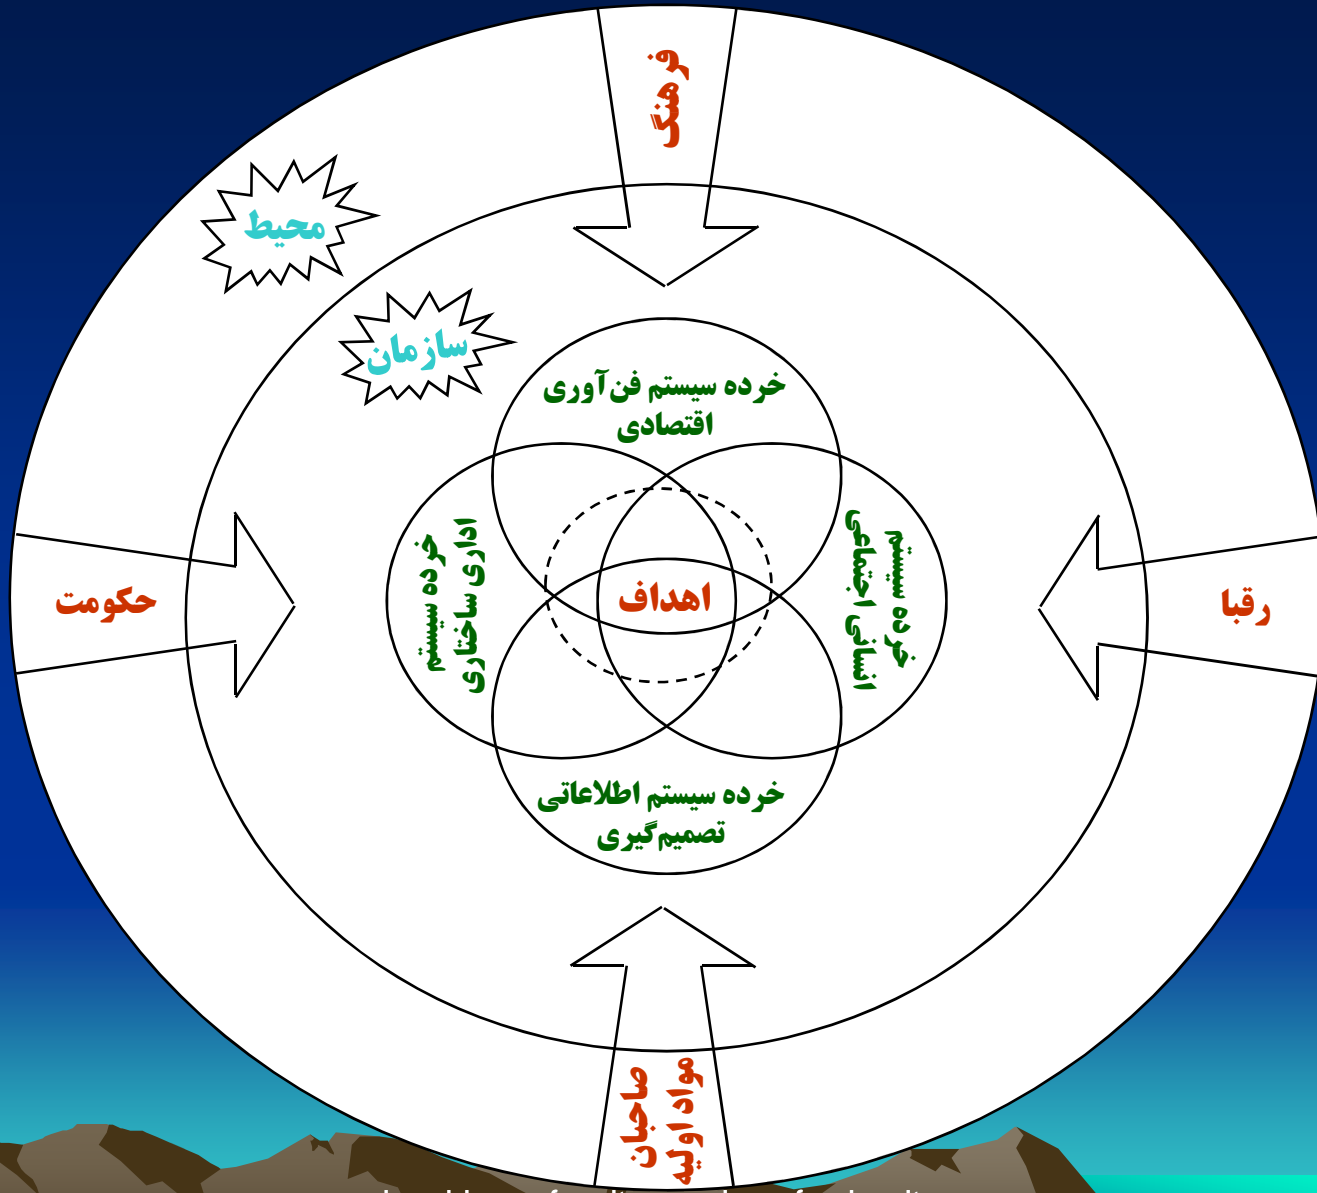 فرهنگ
محیط
سازمان
خرده سیستم فن‌آوری
اقتصادی
خرده سیستم
اداری ساختاری
اهداف
خرده سیستم
انسانی اجتماعی
حکومت
رقبا
خرده سیستم اطلاعاتی
تصمیم‌گیری
صاحبان
مواد اولیه